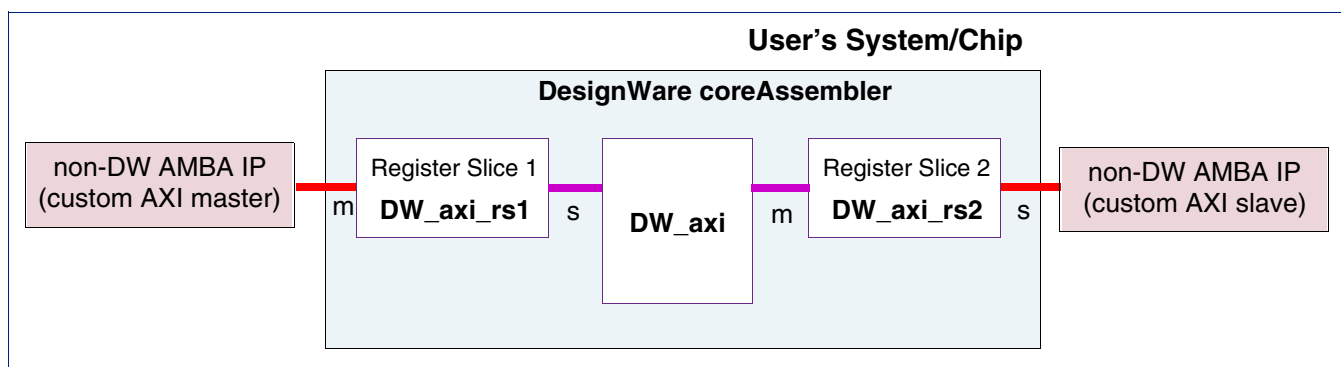 User's System/Chip
DesignWare coreAssembler
non-DW AMBA IP
(custom AXI master)
m
Register Slice 1
DW_axi_rs1
s
DW_axi
m
Register Slice 2
DW_axi_rs2
s
non-DW AMBA IP
(custom AXI slave)